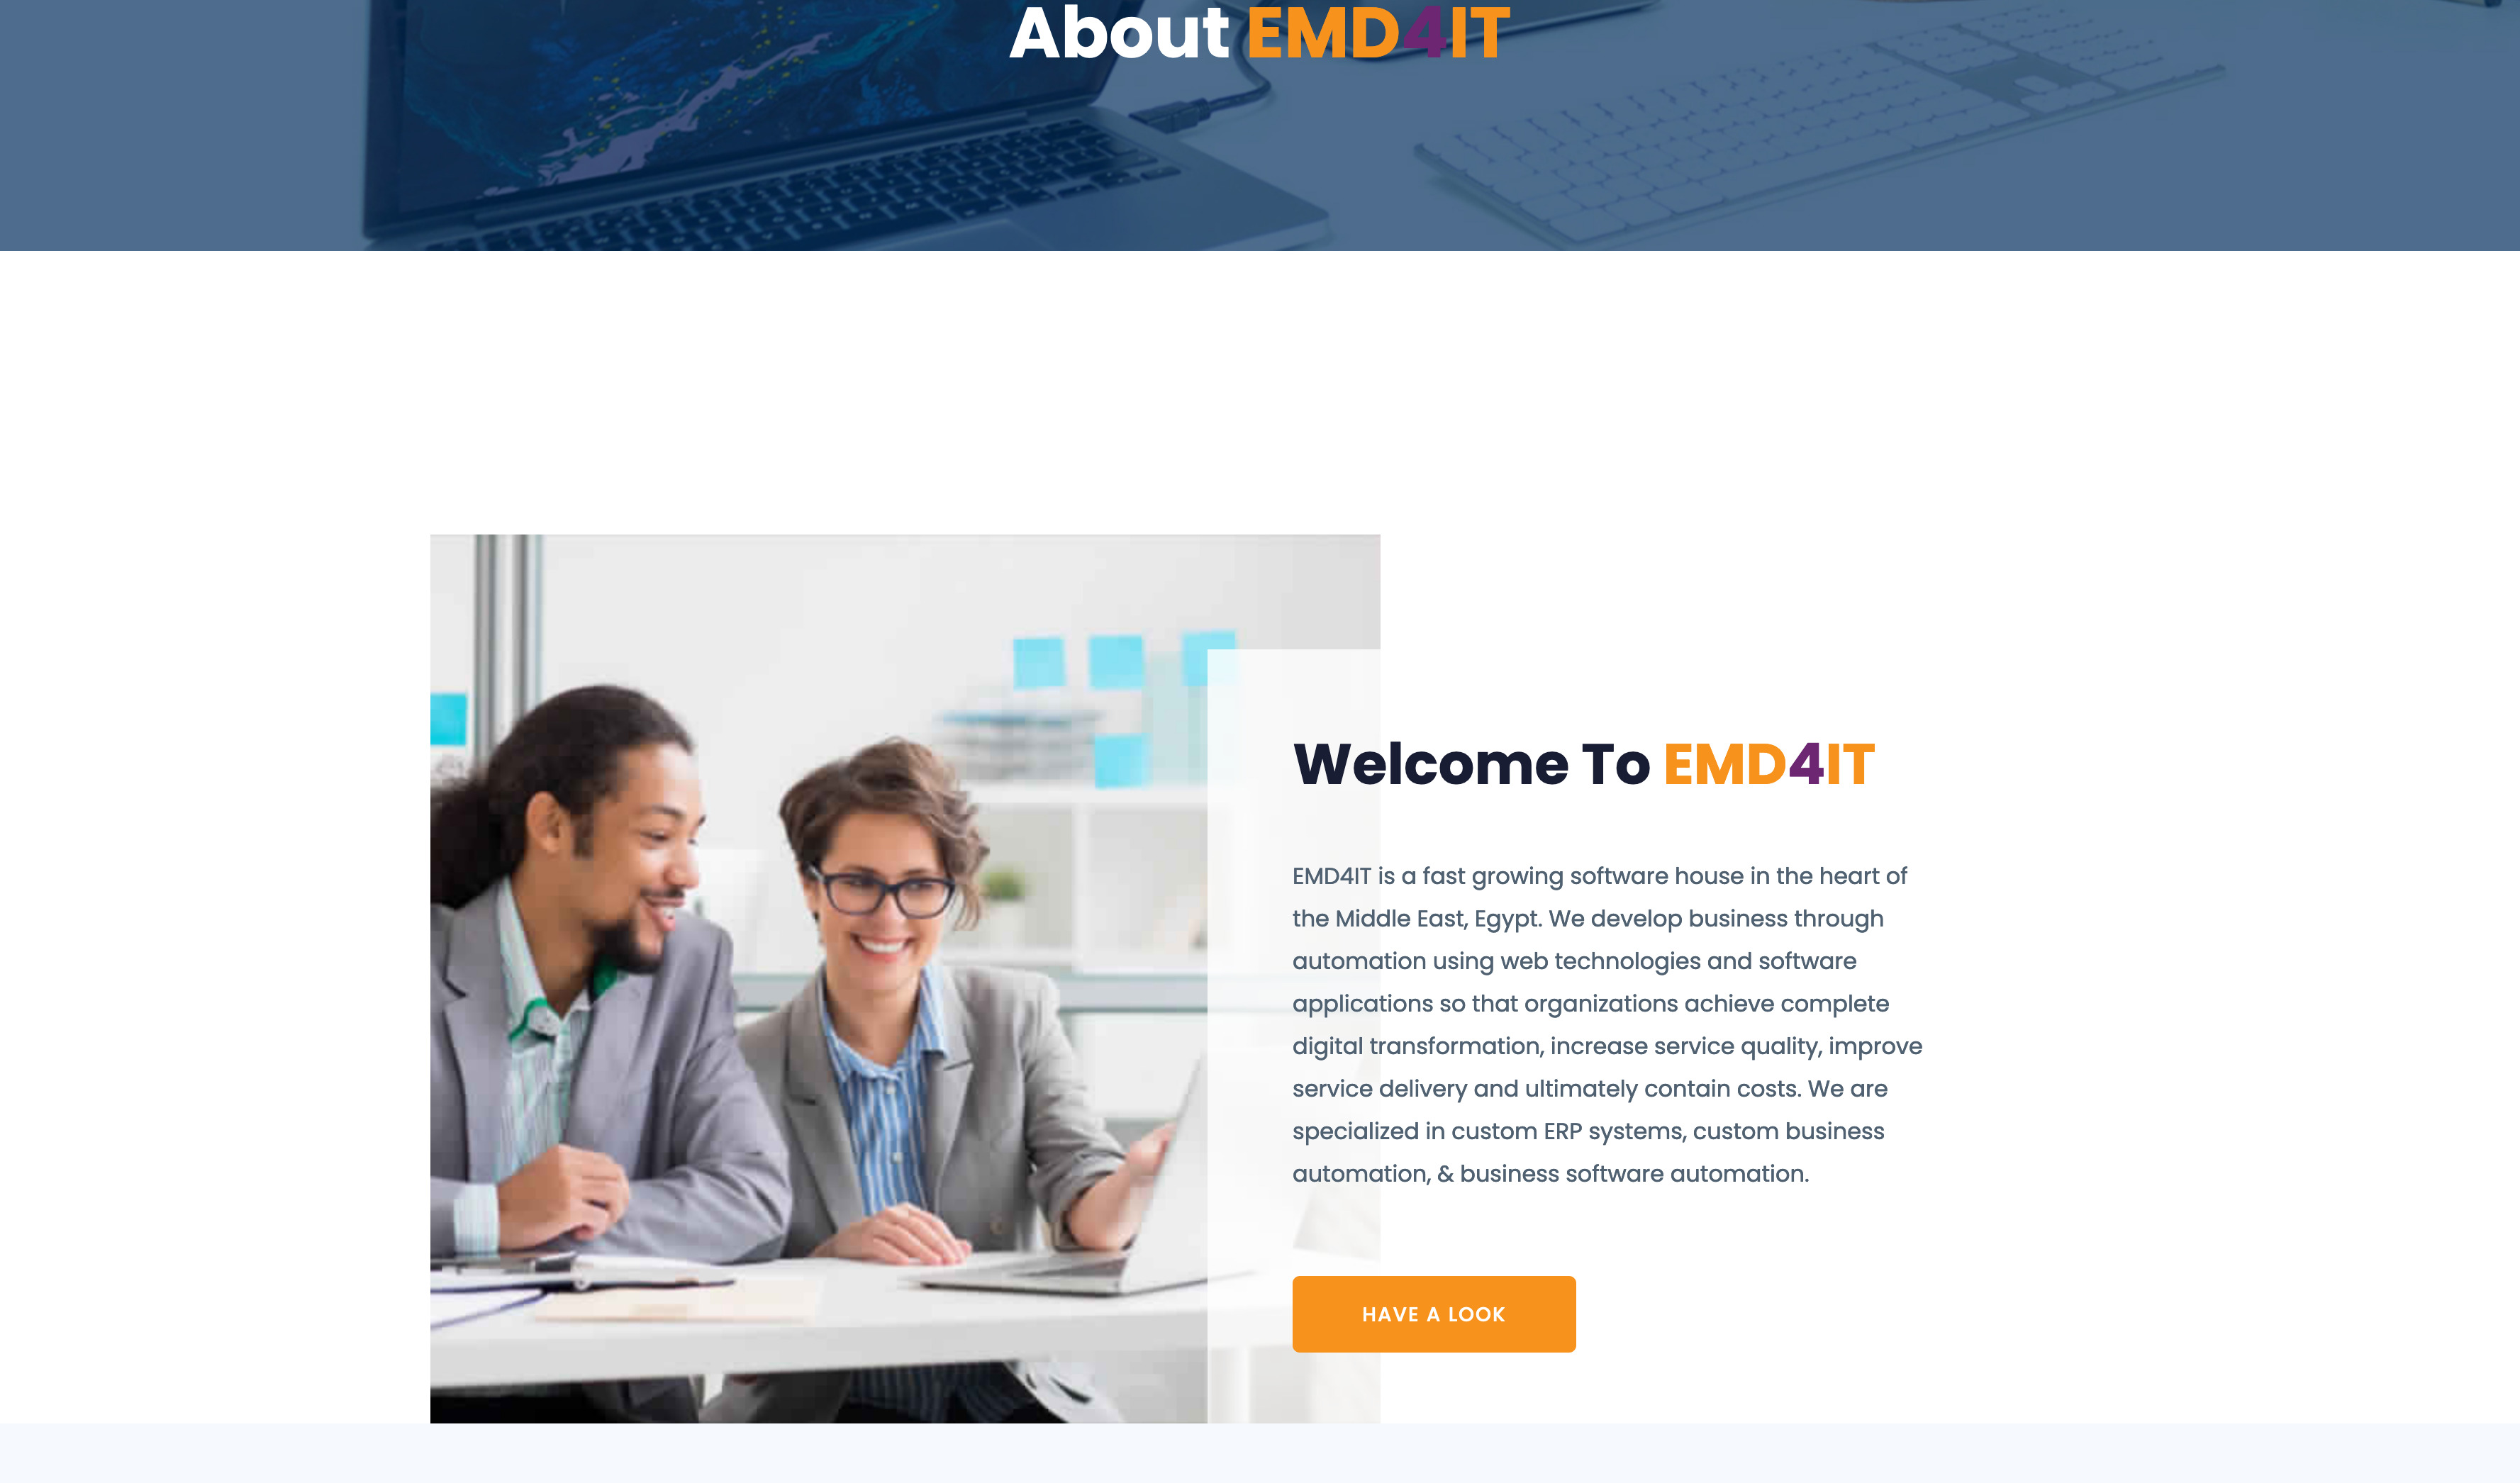 About EMD4IT
Welcome To EMD4IT
EMD4IT is a fast growing software house in the heart of
the Middle East, Egypt. We develop business through
automation using web technologies and software
applications so that organizations achieve complete
digital transformation, increase service quality, improve
service delivery and ultimately contain costs. We are
specialized in custom ERP systems, custom business
automation, & business software automation.
HAVE A LOOK